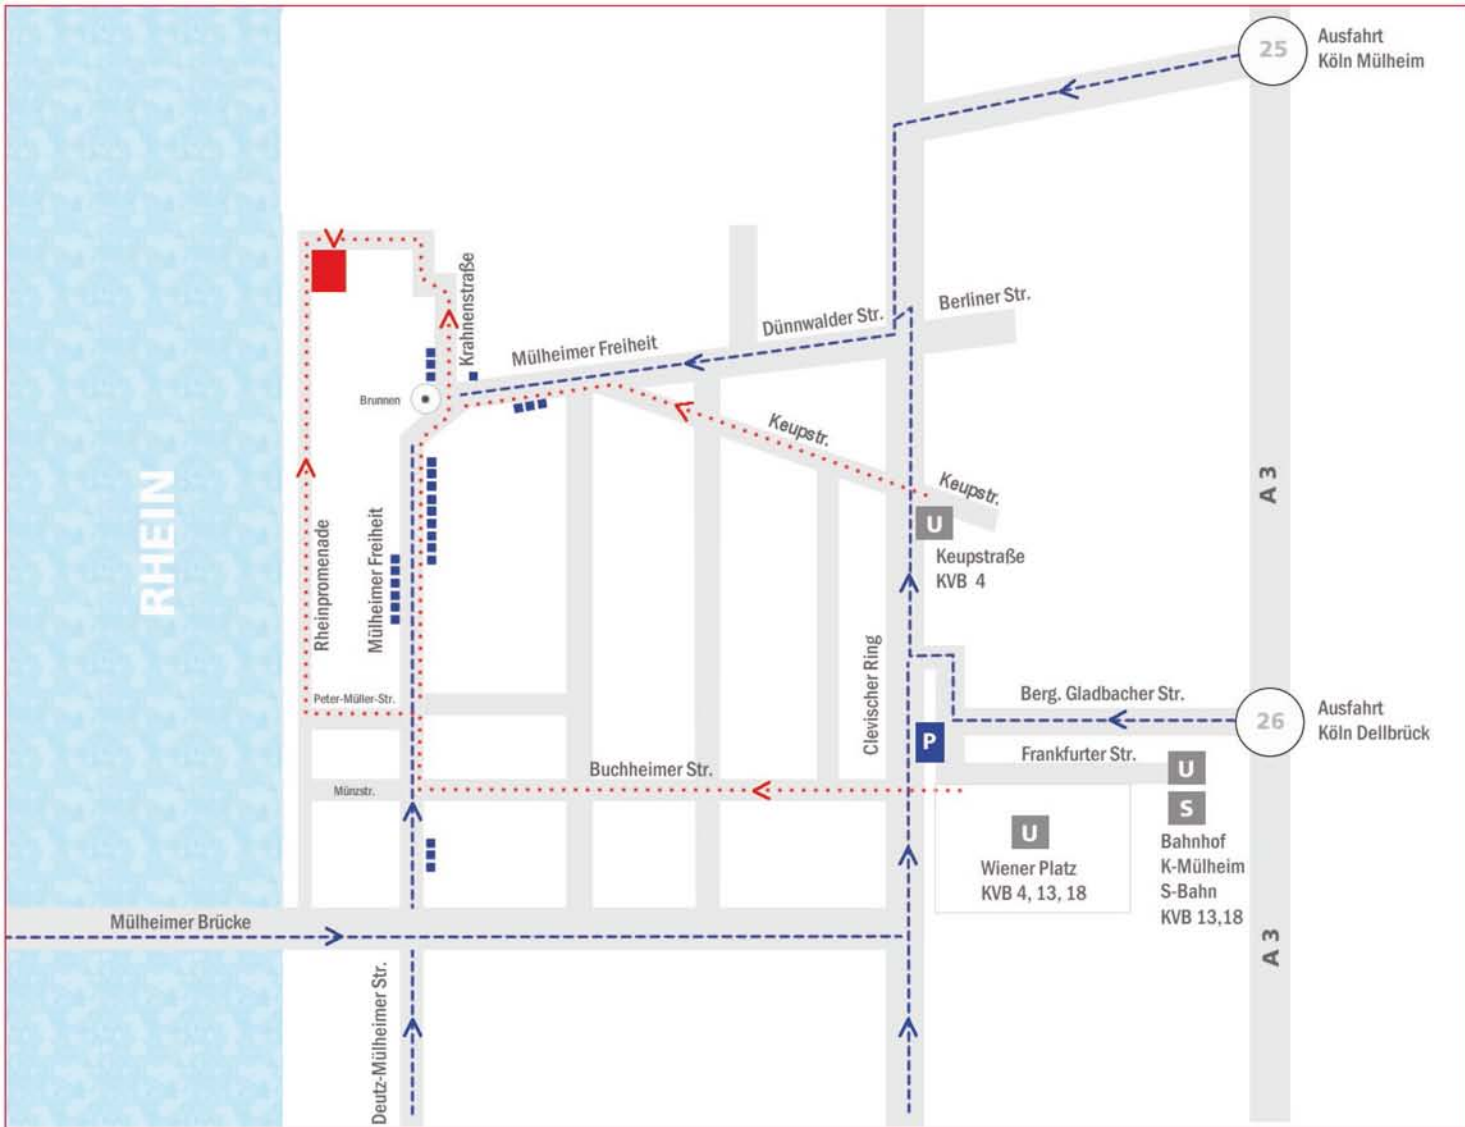 25
Ausfahrt
Köln Mülheim
Krahnenstraße
Mülheimer Freiheit
Dünnwalder Str.
Berliner Str.
Brunnen
Keupstr.
Keupstr.
U
Keupstraße
KVB 4
A 3
RHEIN
Rheinpromenade
Mülheimer Freiheit
Clevischer Ring
Peter-Müller-Str.
Berg. Gladbacher Str.
26
Ausfahrt
Köln Dellbrück
P
Frankfurter Str.
Buchheimer Str.
Münzstr.
U
S
Bahnhof
K-Mülheim
S-Bahn
KVB 13,18
U
Wiener Platz
KVB 4, 13, 18
Mülheimer Brücke
A 3
Deutz-Mülheimer Str.